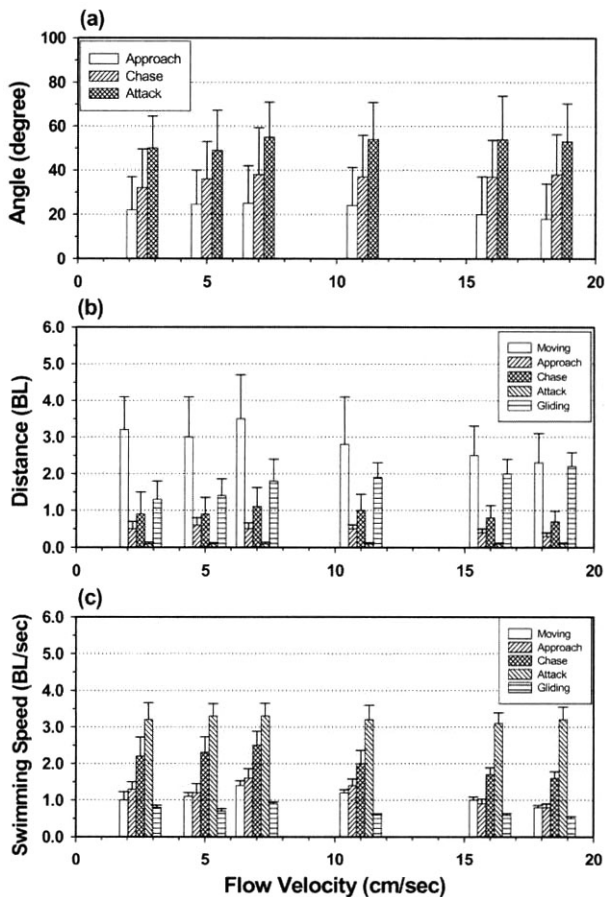 (a)
100
80
60
40
20
0
Angle (degree)
Approach
Chase
Attack
0 5 10 15 20
(b)
6.0
5.0
4.0
3.0
2.0
1.0
0.0
Distance (BL)
Moving
Approach
Chase
Attack
Gliding
0 5 10 15 20
(c)
6.0
5.0
4.0
3.0
2.0
1.0
0.0
Swimming Speed (BL/sec)
Moving
Approach
Chase
Attack
Gliding
0 5 10 15 20
Flow Velocity (cm/sec)